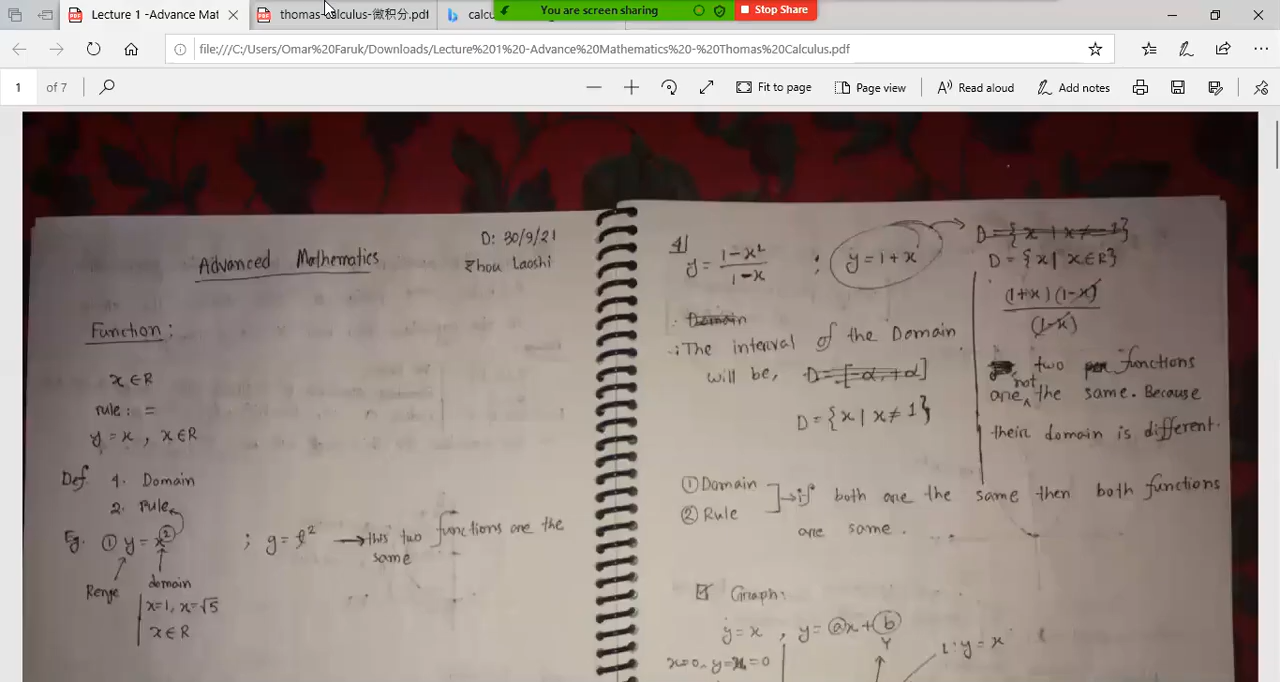 Lecture 1 -Advance Mat
thomas-calculus-微积分.pdf
calcu
You are screen sharing
Stop Share
file:///C:/Users/Omar%20Faruk/Downloads/Lecture%201%20-Advance%20Mathematics%20-%20Thomas%20Calculus.pdf
1 of 7
Fit to page
Page view
Read aloud
Add notes
D: 30/9/21
Advanced Mathematics
Zhou Laoshi
Function:
x∈R
rule: =
y = x, x∈R
Def. 1. Domain
2. rule
Eg. ① y = x² ; g = t² → this two functions are the
same
Range domain
x=1, x=√5
x∈R
4| y = 1-x²/1-x ; y = 1+x
D = {x | x≠1}
D = {x | x∈R}
(1+x)(1-x)
(1-x)
Domain
∴ The interval of the Domain
will be, D = [-α, +α]
D = {x | x≠1}
two functions
are not the same. Because
their domain is different.
① Domain
② Rule
→ if both are the same then both functions
are same.
Graph:
y = x , y = ax + b
Y
L: y = x
x=0, y=x=0